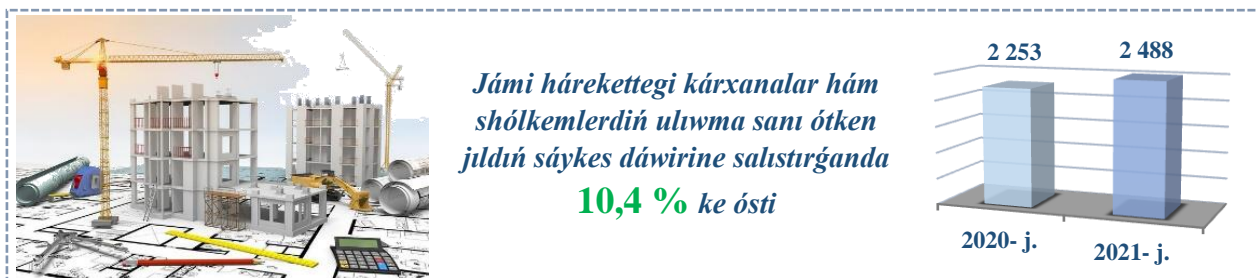 Jámi hárekettegi kárxanalar hám
shólkemlerdiń ulıwma sanı ótken
jıldıń sáykes dáwirine salıstırǵanda
10,4 % ke ósti
2 253
2 488
2020- j.
2021- j.